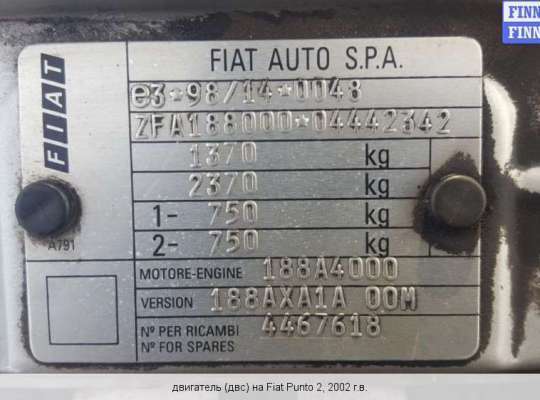 FINN
FINN
FIAT
FIAT AUTO S.P.A.
e3*98/14*0048
ZFA188000*04442342
1370 kg
2370 kg
1- 750 kg
2- 750 kg
A791
MOTORE-ENGINE 188A4000
VERSION 188AXA1A 00M
Nº PER RICAMBI
Nº FOR SPARES 4467618
двигатель (двс) на Fiat Punto 2, 2002 г.в.